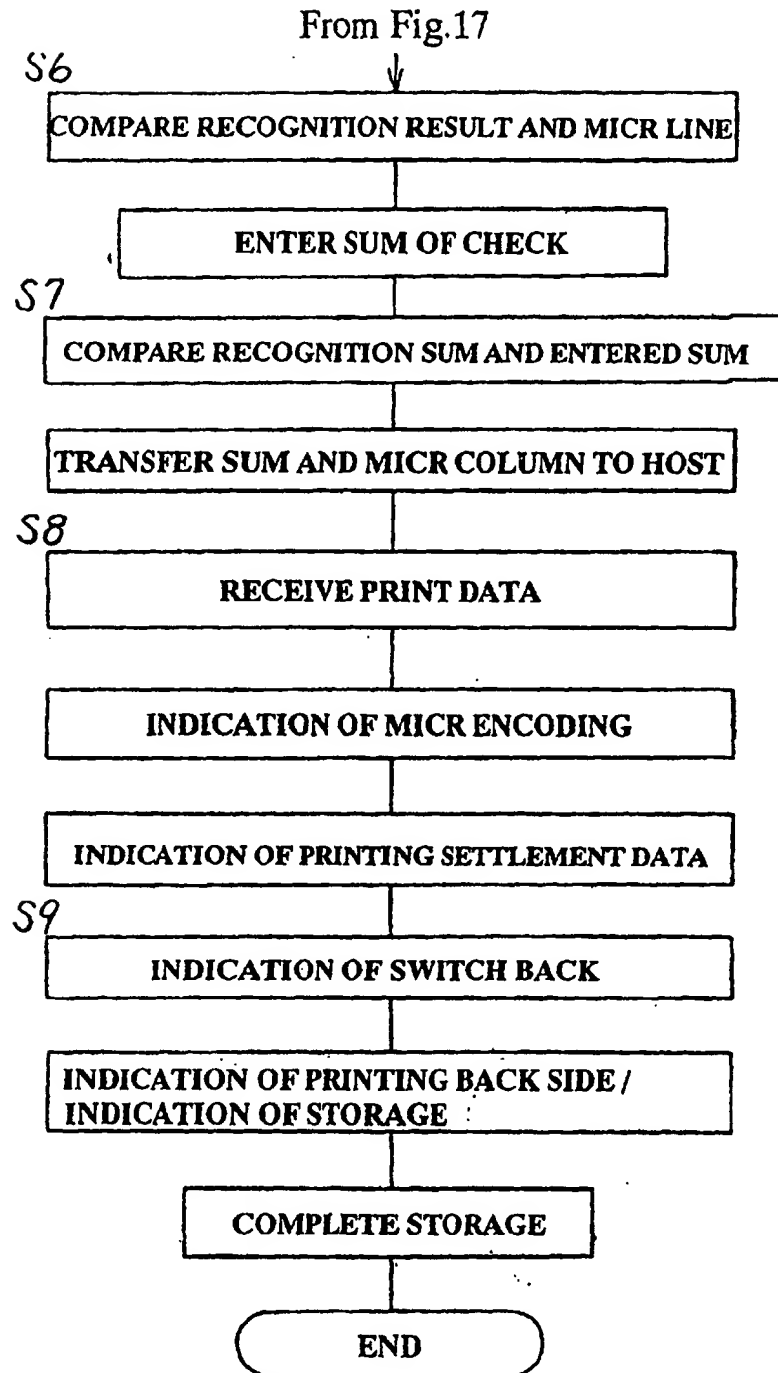 From Fig.17
S6
COMPARE RECOGNITION RESULT AND MICR LINE
ENTER SUM OF CHECK
S7
COMPARE RECOGNITION SUM AND ENTERED SUM
TRANSFER SUM AND MICR COLUMN TO HOST
S8
RECEIVE PRINT DATA
INDICATION OF MICR ENCODING
INDICATION OF PRINTING SETTLEMENT DATA
S9
INDICATION OF SWITCH BACK
INDICATION OF PRINTING BACK SIDE /
INDICATION OF STORAGE
COMPLETE STORAGE
END